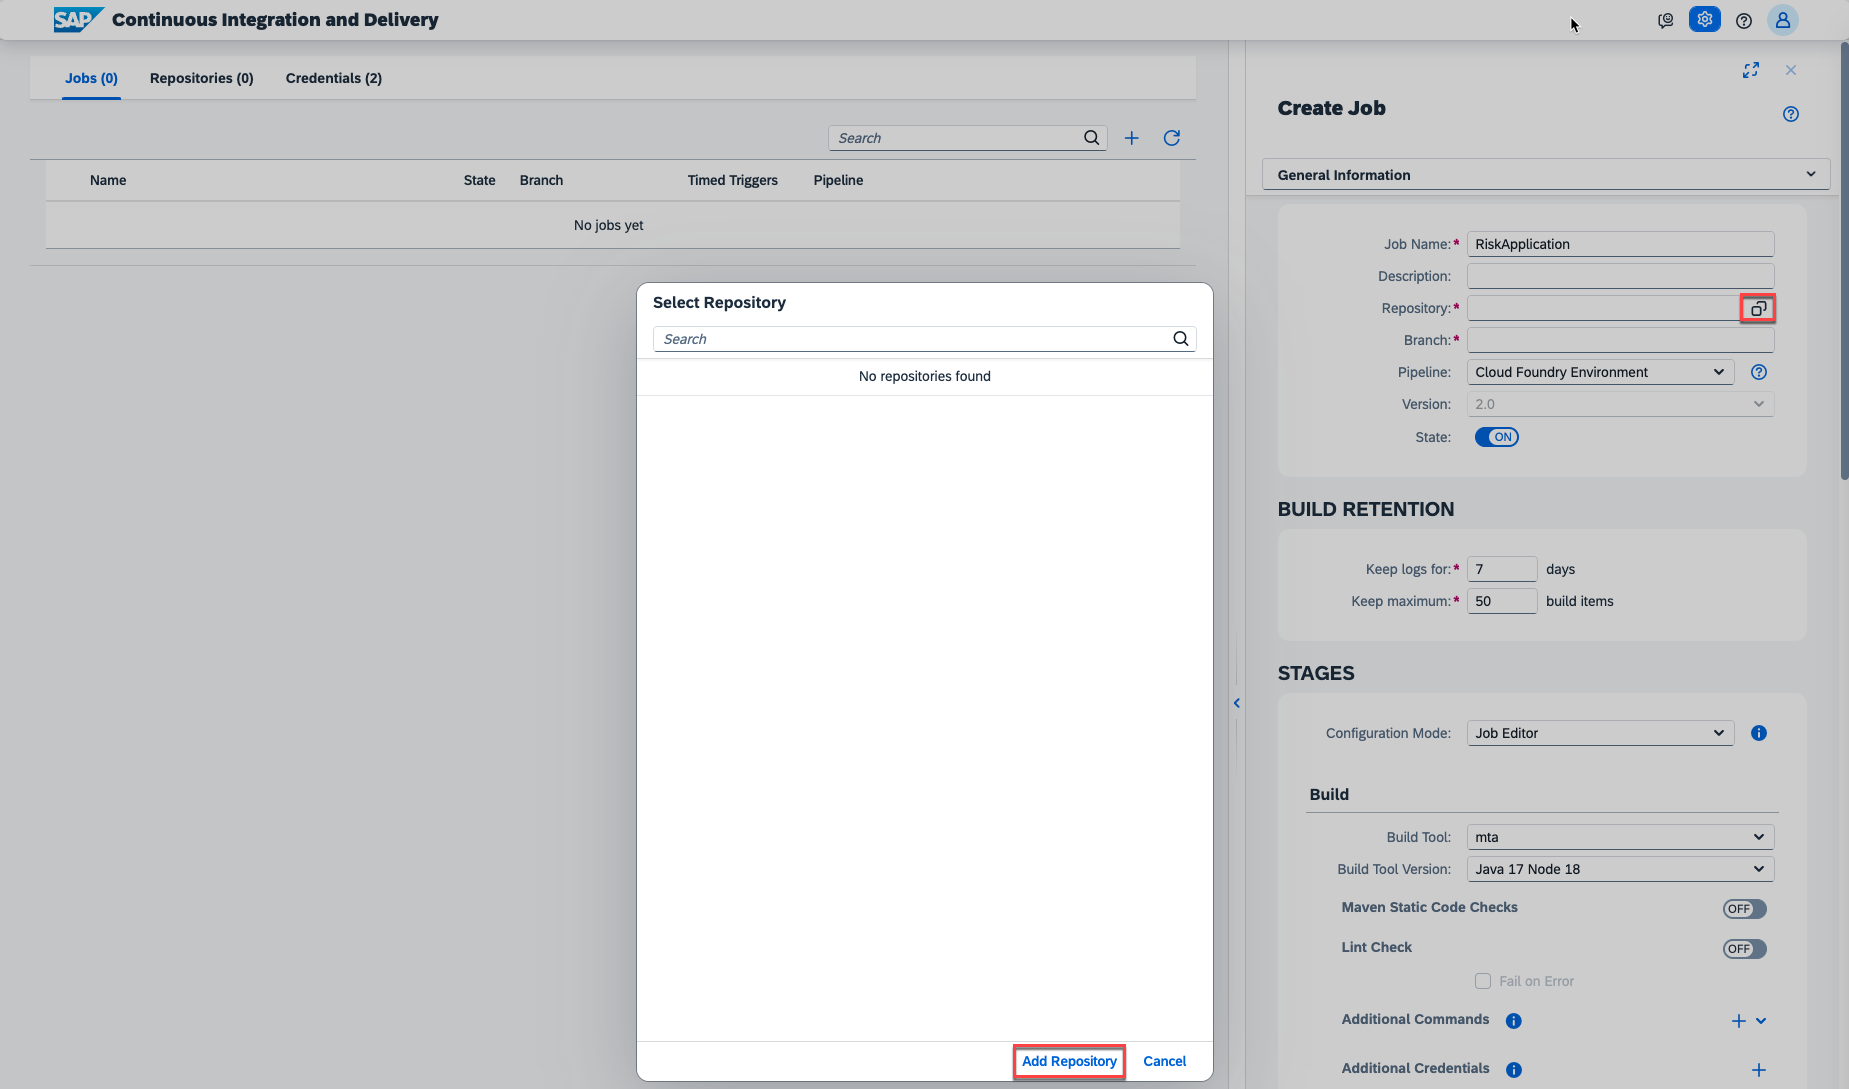 SAP Continuous Integration and Delivery
Jobs (0) Repositories (0) Credentials (2)
Search
Name State Branch Timed Triggers Pipeline
No jobs yet
Select Repository
Search
No repositories found
Add Repository Cancel
Create Job
General Information
Job Name:* RiskApplication
Description:
Repository:*
Branch:*
Pipeline: Cloud Foundry Environment
Version: 2.0
State: ON
BUILD RETENTION
Keep logs for:* 7 days
Keep maximum:* 50 build items
STAGES
Configuration Mode: Job Editor
Build
Build Tool: mta
Build Tool Version: Java 17 Node 18
Maven Static Code Checks OFF
Lint Check OFF
Fail on Error
Additional Commands
Additional Credentials